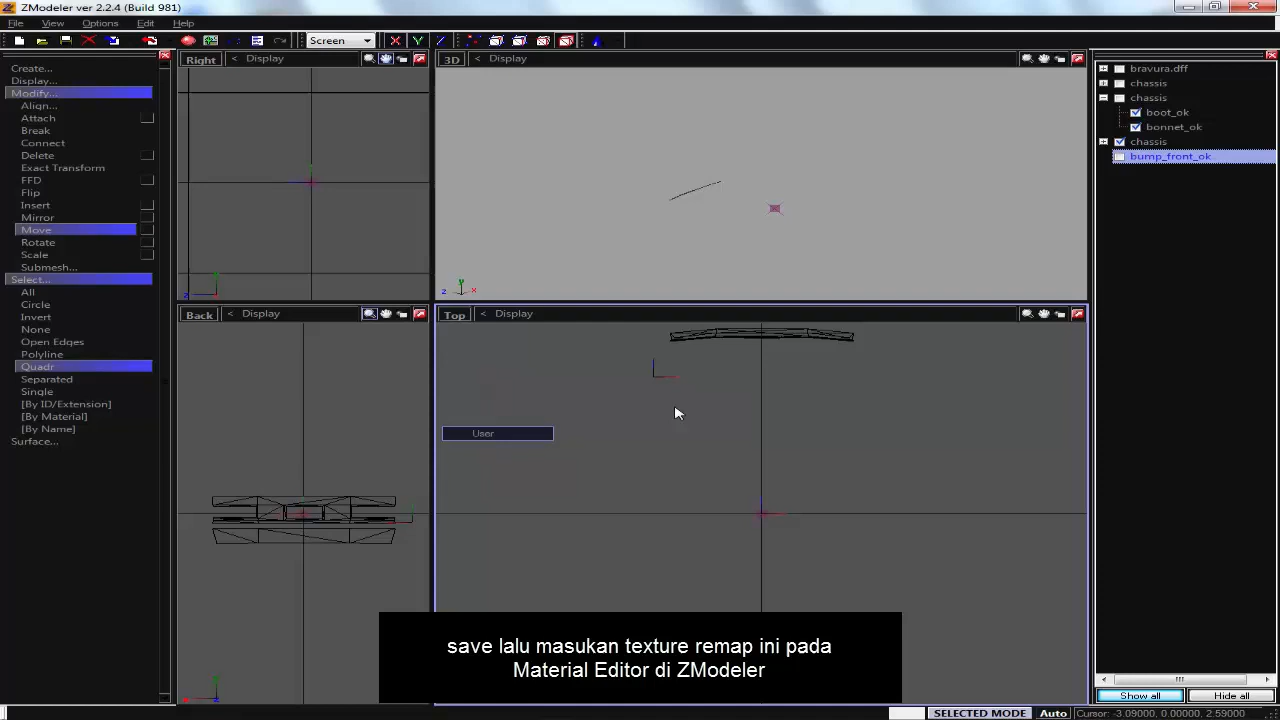 ZModeler ver 2.2.4 (Build 981)
File View Options Edit Help
Screen X Y Z
Create...
Display...
Modify...
Align...
Attach
Break
Connect
Delete
Exact Transform
FFD
Flip
Insert
Mirror
Move
Rotate
Scale
Submesh...
Select...
All
Circle
Invert
None
Open Edges
Polyline
Quadr
Separated
Single
[By ID/Extension]
[By Material]
[By Name]
Surface...
Right < Display
3D < Display
Back < Display
Top < Display
User
bravura.dff
chassis
chassis
boot_ok
bonnet_ok
chassis
bump_front_ok
Show all Hide all
save lalu masukan texture remap ini pada
Material Editor di ZModeler
SELECTED MODE Auto Cursor: -3.09000, 0.00000, 2.59000